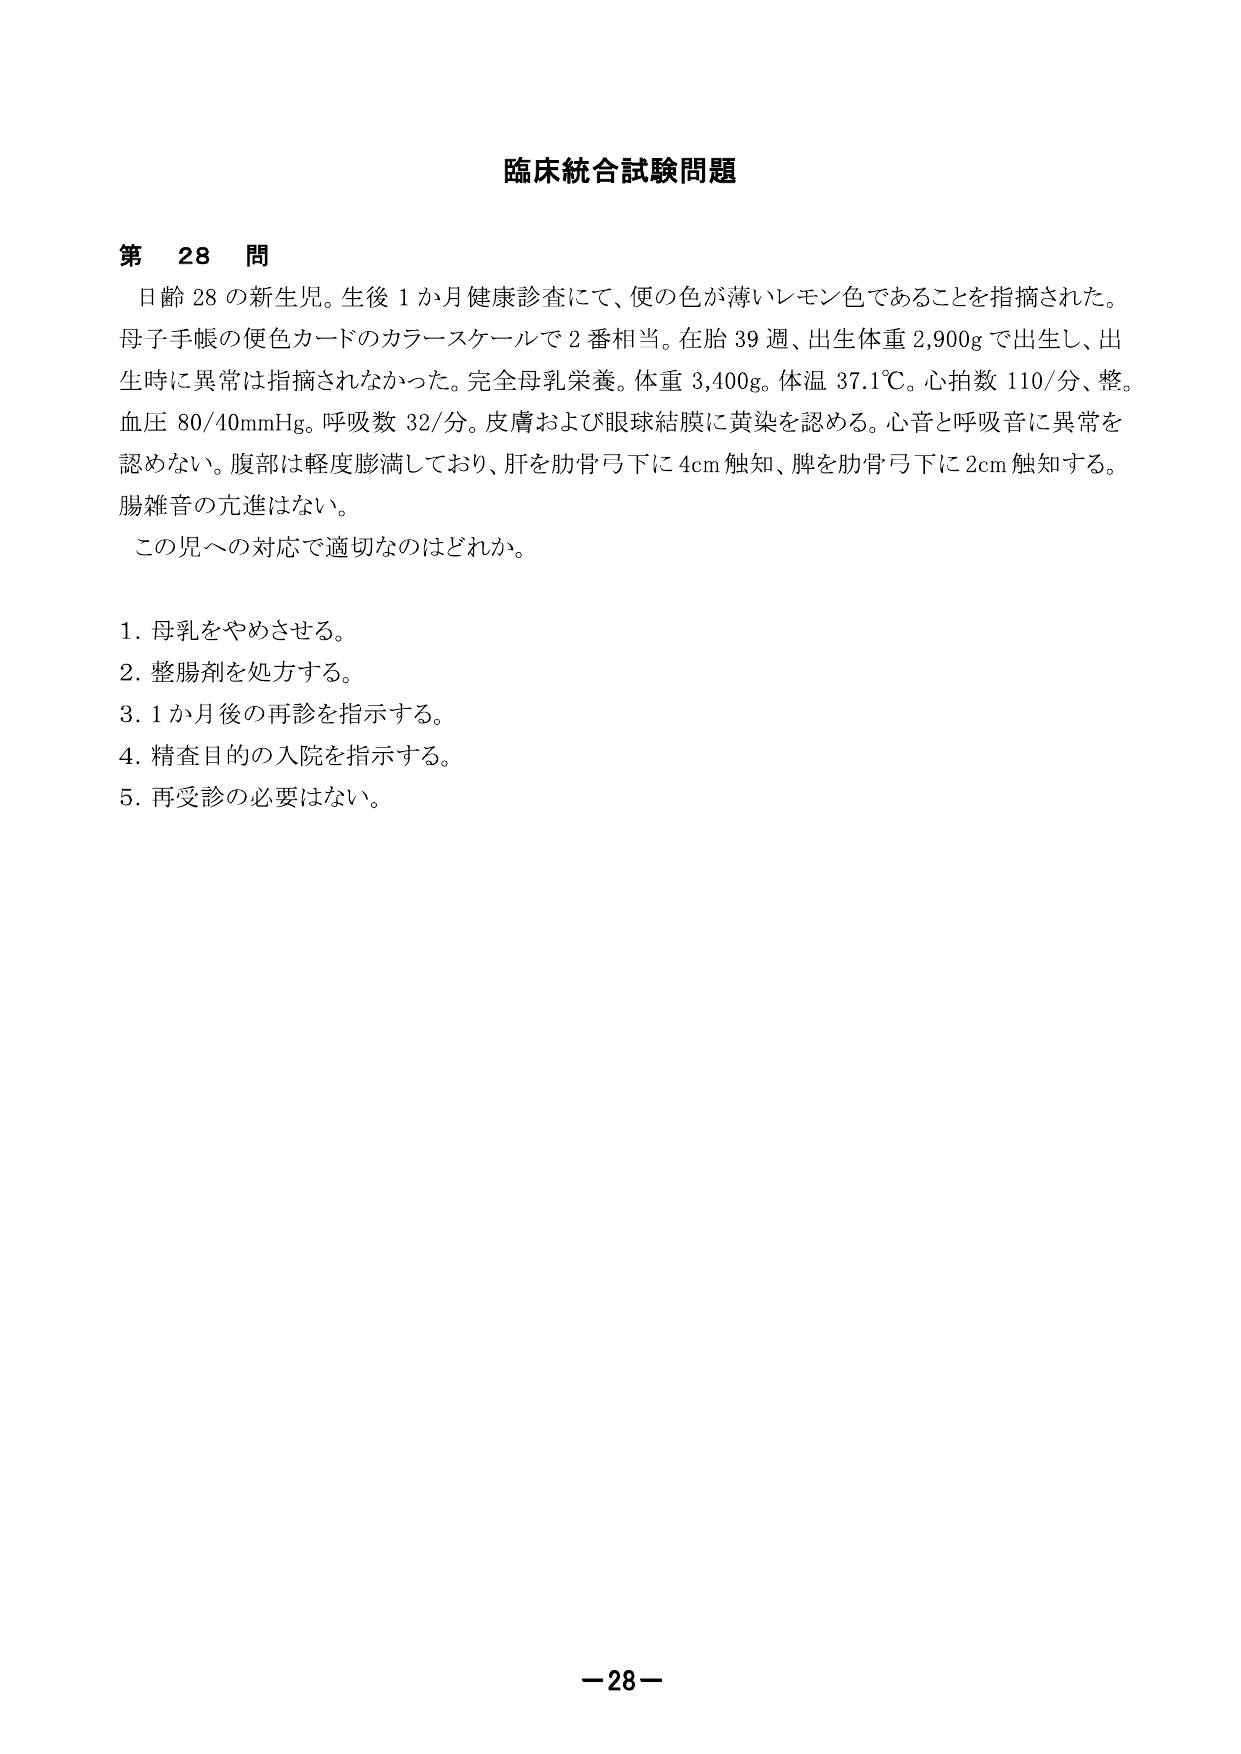 臨床統合試験問題
第 28 問
日齢 28 の新生児。生後 1 か月健康診査にて、便の色が薄いレモン色であることを指摘された。
母子手帳の便色カードのカラースケールで 2 番相当。在胎 39 週、出生体重 2,900g で出生し、出
生時に異常は指摘されなかった。完全母乳栄養。体重 3,400g。体温 37.1℃。心拍数 110/分、整。
血圧 80/40mmHg。呼吸数 32/分。皮膚および眼球結膜に黄染を認める。心音と呼吸音に異常を
認めない。腹部は軽度膨満しており、肝を肋骨弓下に 4cm 触知、脾を肋骨弓下に 2cm 触知する。
腸雑音の亢進はない。
この児への対応で適切なのはどれか。
1. 母乳をやめさせる。
2. 整腸剤を処方する。
3. 1 か月後の再診を指示する。
4. 精査目的の入院を指示する。
5. 再受診の必要はない。
－28－